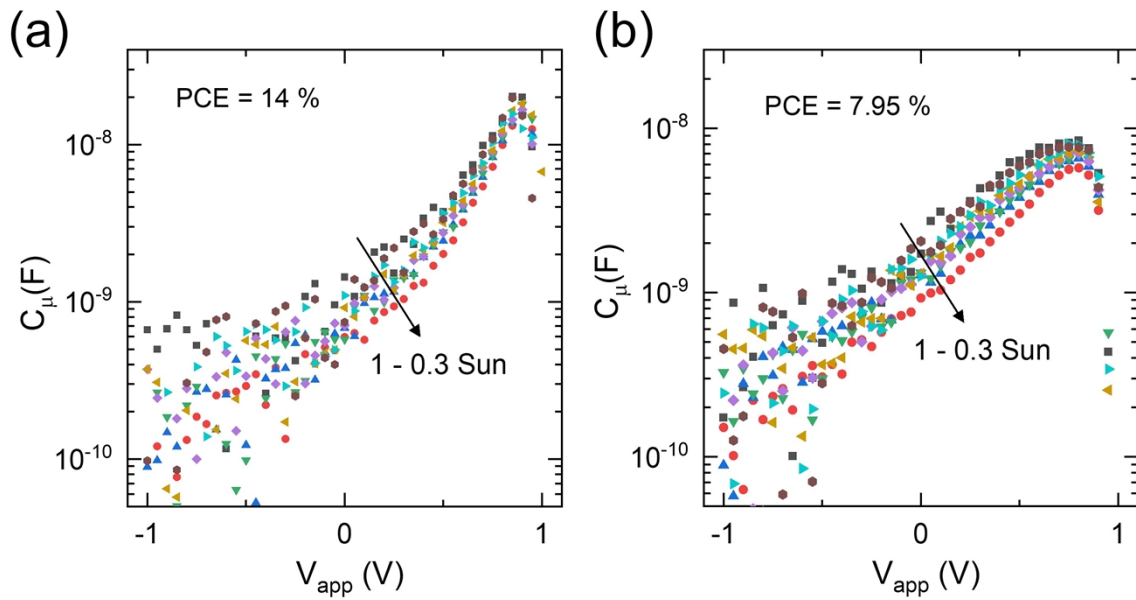 (a)
PCE = 14 %
10⁻⁸
10⁻⁹
10⁻¹⁰
Cμ(F)
1 - 0.3 Sun
-1 0 1
Vapp (V)
(b)
PCE = 7.95 %
10⁻⁸
10⁻⁹
10⁻¹⁰
Cμ(F)
1 - 0.3 Sun
-1 0 1
Vapp (V)